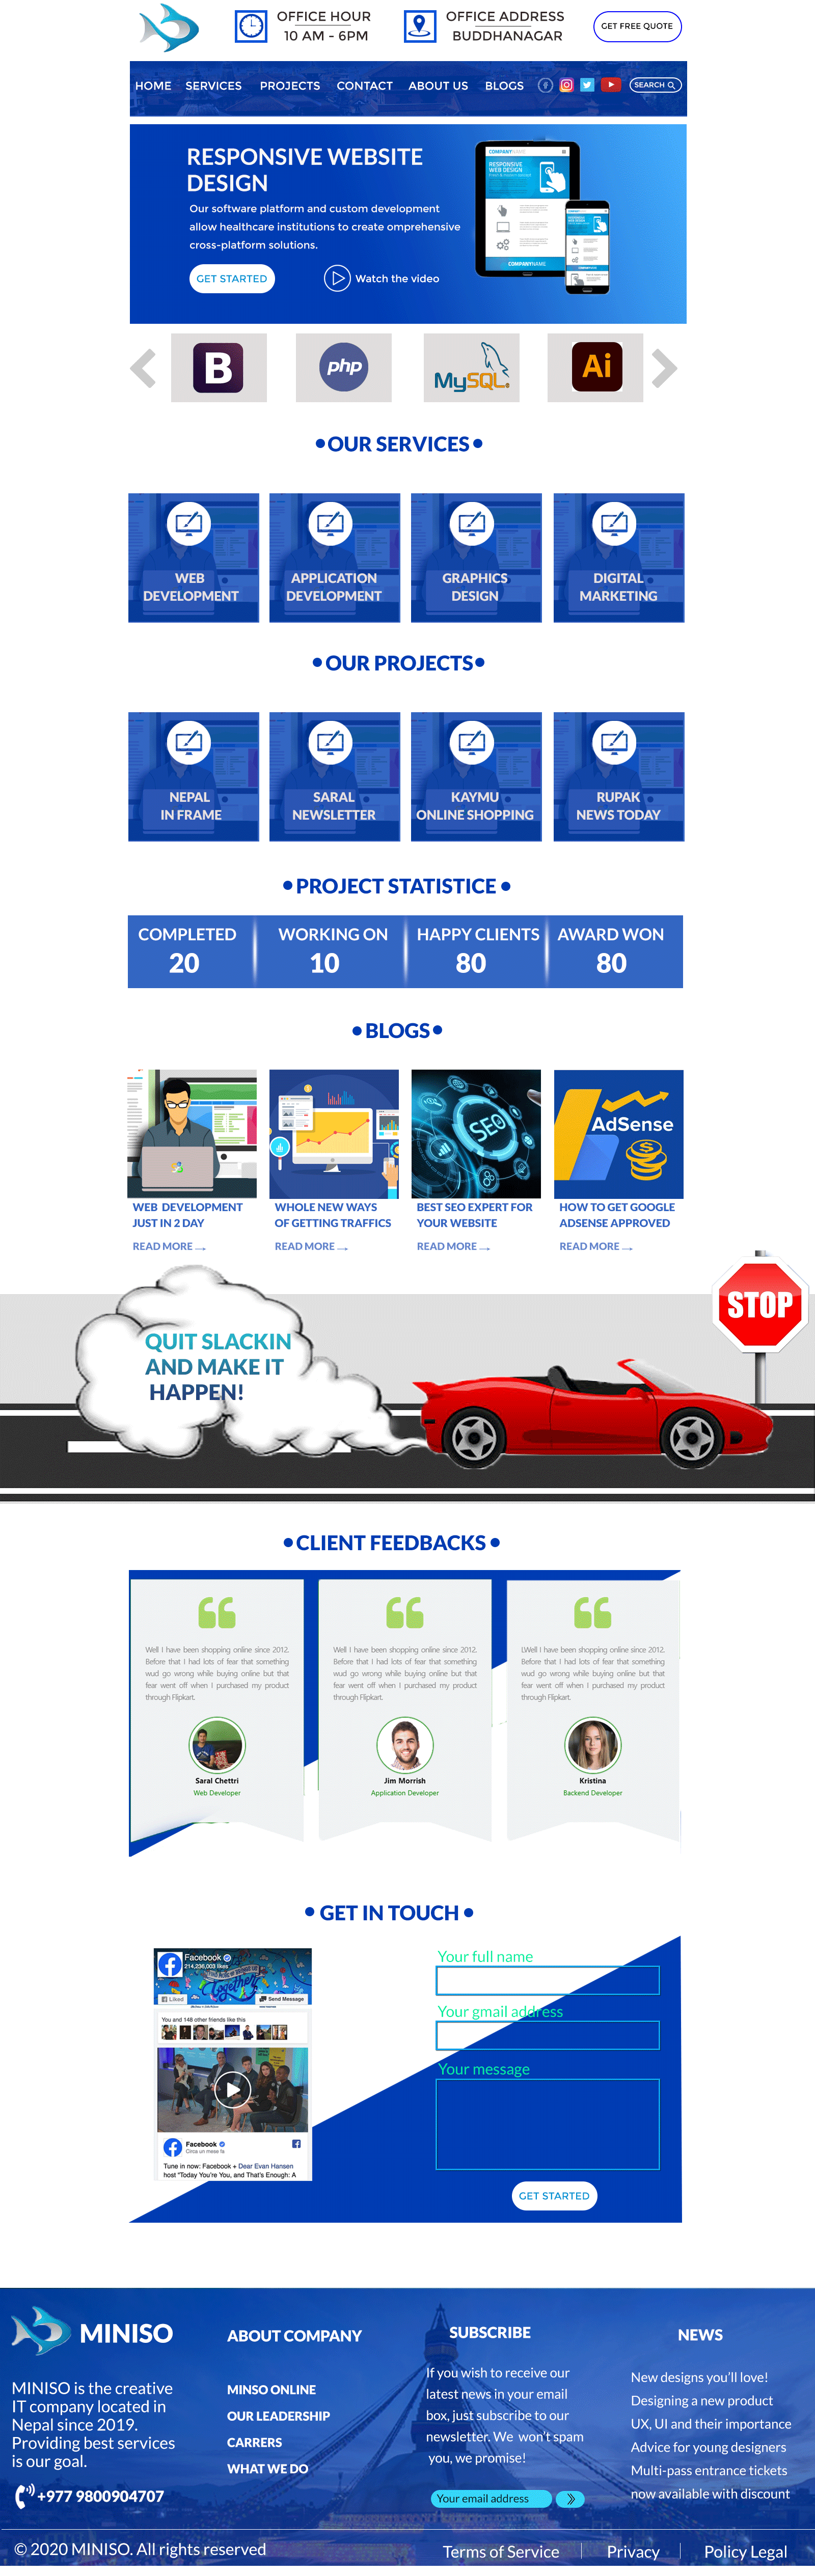 OFFICE HOUR
10 AM - 6PM
OFFICE ADDRESS
BUDDHANAGAR
GET FREE QUOTE
HOME SERVICES PROJECTS CONTACT ABOUT US BLOGS SEARCH
RESPONSIVE WEBSITE
DESIGN
Our software platform and custom development
allow healthcare institutions to create omprehensive
cross-platform solutions.
GET STARTED
Watch the video
COMPANYNAME
RESPONSIVE
WEB DESIGN
COMPANYNAME
B
php
MySQL
Ai
•OUR SERVICES•
WEB
DEVELOPMENT
APPLICATION
DEVELOPMENT
GRAPHICS
DESIGN
DIGITAL
MARKETING
•OUR PROJECTS•
NEPAL
IN FRAME
SARAL
NEWSLETTER
KAYMU
ONLINE SHOPPING
RUPAK
NEWS TODAY
•PROJECT STATISTICE•
COMPLETED
20
WORKING ON
10
HAPPY CLIENTS
80
AWARD WON
80
•BLOGS•
SEO
AdSense
WEB DEVELOPMENT
JUST IN 2 DAY
READ MORE
WHOLE NEW WAYS
OF GETTING TRAFFICS
READ MORE
BEST SEO EXPERT FOR
YOUR WEBSITE
READ MORE
HOW TO GET GOOGLE
ADSENSE APPROVED
READ MORE
STOP
QUIT SLACKIN
AND MAKE IT
HAPPEN!
•CLIENT FEEDBACKS•
Well I have been shopping online since 2012.
Before that I had lots of fear that something
wud go wrong while buying online but that
fear went off when I purchased my product
through Flipkart.
Saral Chettri
Web Developer
Well I have been shopping online since 2012.
Before that I had lots of fear that something
wud go wrong while buying online but that
fear went off when I purchased my product
through Flipkart.
Jim Morrish
Application Developer
LWell I have been shopping online since 2012.
Before that I had lots of fear that something
wud go wrong while buying online but that
fear went off when I purchased my product
through Flipkart.
Kristina
Backend Developer
•GET IN TOUCH•
Facebook
214,236,003 likes
Together
Liked
Send Message
You and 148 other friends like this
Facebook
Circa un mese fa
Tune in now: Facebook + Dear Evan Hansen
host "Today You're You, and That's Enough: A
Your full name
Your gmail address
Your message
GET STARTED
MINISO
MINISO is the creative
IT company located in
Nepal since 2019.
Providing best services
is our goal.
+977 9800904707
ABOUT COMPANY
MINSO ONLINE
OUR LEADERSHIP
CARRERS
WHAT WE DO
SUBSCRIBE
If you wish to receive our
latest news in your email
box, just subscribe to our
newsletter. We won't spam
you, we promise!
Your email address
NEWS
New designs you'll love!
Designing a new product
UX, UI and their importance
Advice for young designers
Multi-pass entrance tickets
now available with discount
© 2020 MINISO. All rights reserved
Terms of Service
Privacy
Policy Legal